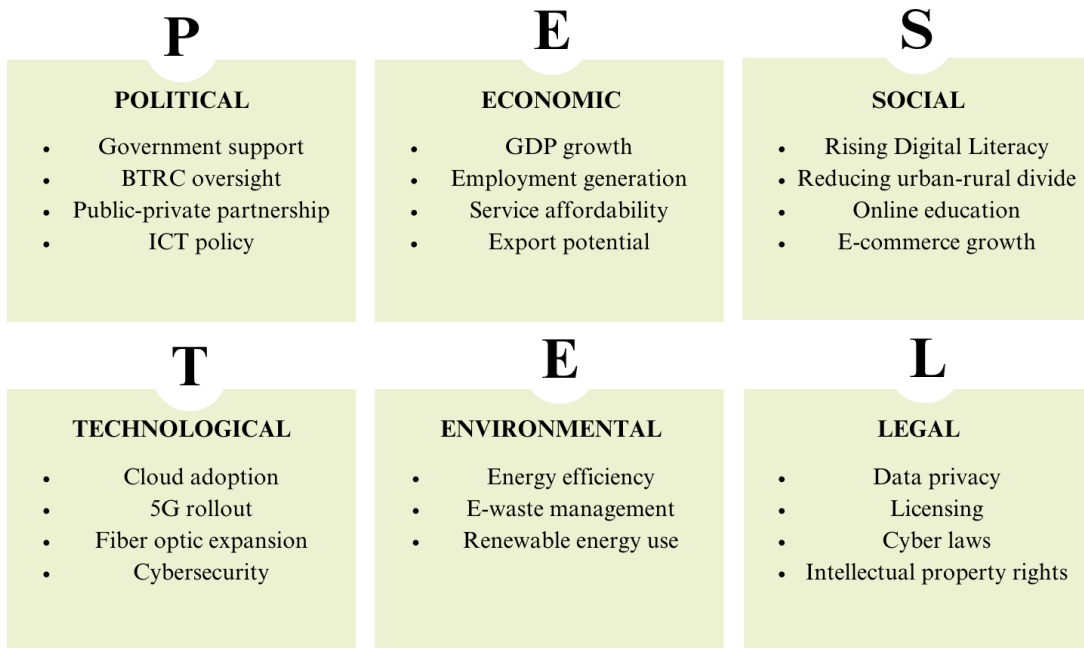 P
POLITICAL
• Government support
• BTRC oversight
• Public-private partnership
• ICT policy
E
ECONOMIC
• GDP growth
• Employment generation
• Service affordability
• Export potential
S
SOCIAL
• Rising Digital Literacy
• Reducing urban-rural divide
• Online education
• E-commerce growth
T
TECHNOLOGICAL
• Cloud adoption
• 5G rollout
• Fiber optic expansion
• Cybersecurity
E
ENVIRONMENTAL
• Energy efficiency
• E-waste management
• Renewable energy use
L
LEGAL
• Data privacy
• Licensing
• Cyber laws
• Intellectual property rights